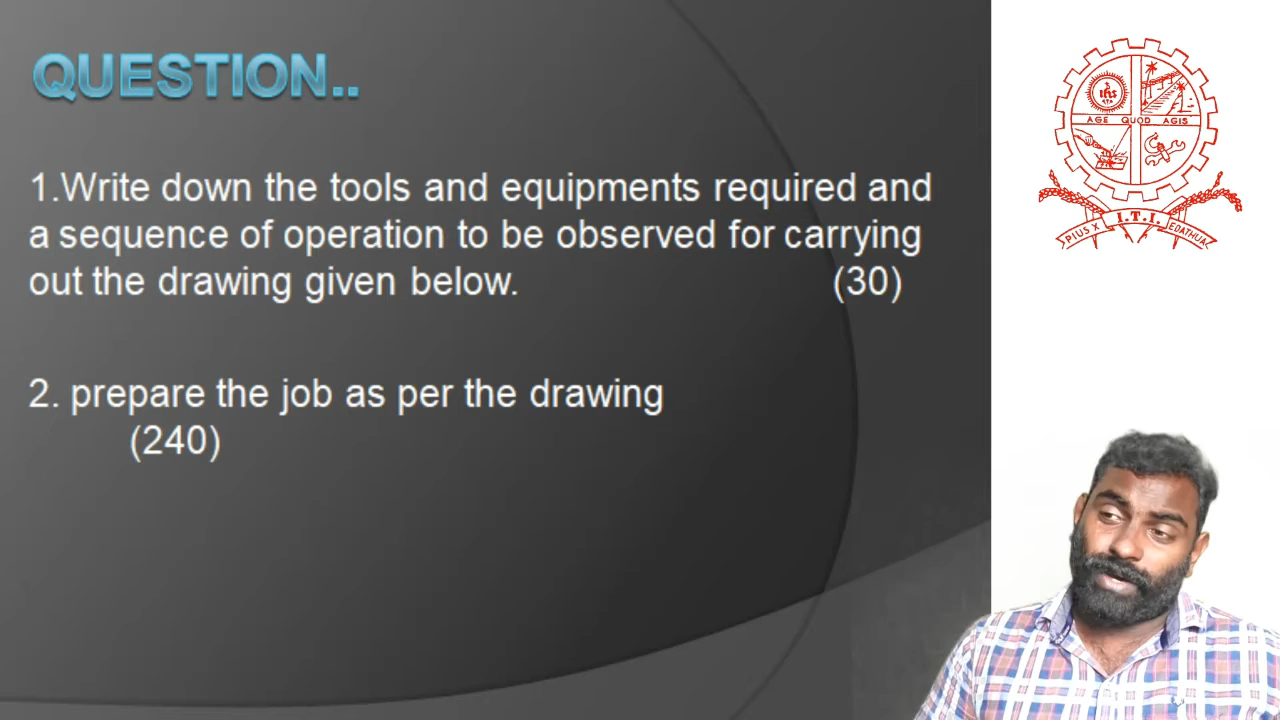 QUESTION..
1.Write down the tools and equipments required and
a sequence of operation to be observed for carrying
out the drawing given below. (30)
2. prepare the job as per the drawing
(240)
IHS
AGE QUOD AGIS
I.T.I.
PIUS X
EDATHUA